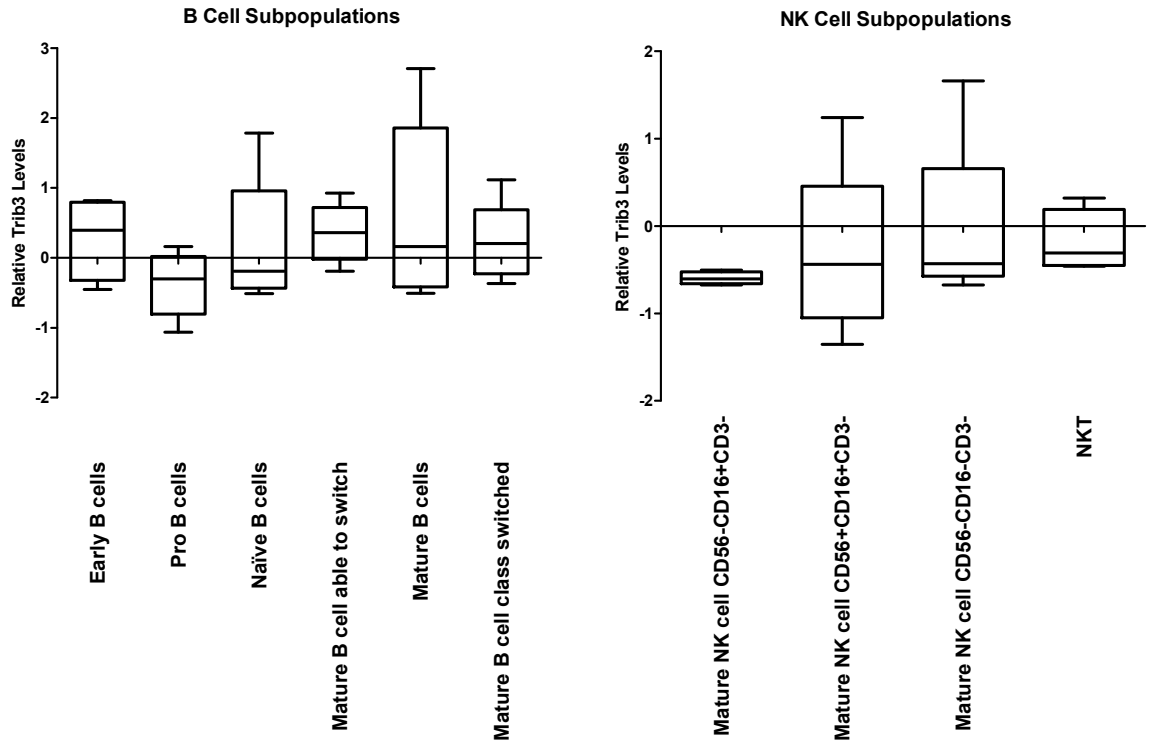 B Cell Subpopulations
Relative Trib3 Levels
3
2
1
0
-1
-2
Early B cells
Pro B cells
Naïve B cells
Mature B cell able to switch
Mature B cells
Mature B cell class switched
NK Cell Subpopulations
Relative Trib3 Levels
2
1
0
-1
-2
Mature NK cell CD56-CD16+CD3-
Mature NK cell CD56+CD16+CD3-
Mature NK cell CD56-CD16-CD3-
NKT